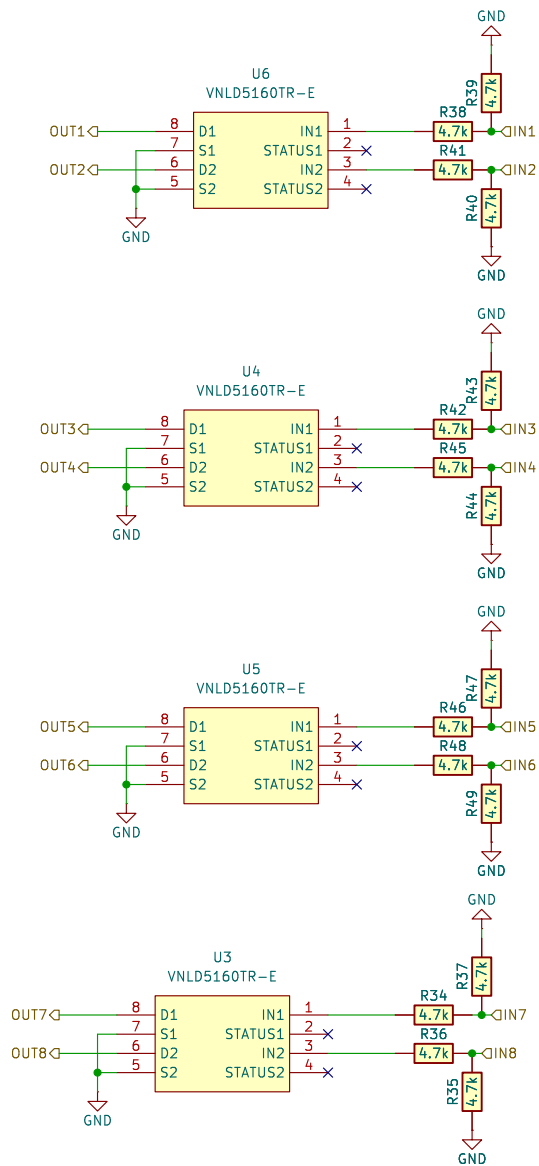 GND
U6
VNLD5160TR-E
R39
4.7k
R38
OUT1 8 D1 IN1 1 4.7k IN1
7 S1 STATUS1 2 R41
OUT2 6 D2 IN2 3 4.7k IN2
5 S2 STATUS2 4
R40
4.7k
GND
GND
GND
U4
VNLD5160TR-E
R43
4.7k
R42
OUT3 8 D1 IN1 1 4.7k IN3
7 S1 STATUS1 2 R45
OUT4 6 D2 IN2 3 4.7k IN4
5 S2 STATUS2 4
R44
4.7k
GND
GND
GND
U5
VNLD5160TR-E
R47
4.7k
R46
OUT5 8 D1 IN1 1 4.7k IN5
7 S1 STATUS1 2 R48
OUT6 6 D2 IN2 3 4.7k IN6
5 S2 STATUS2 4
R49
4.7k
GND
GND
GND
U3
VNLD5160TR-E
R37
4.7k
R34
OUT7 8 D1 IN1 1 4.7k IN7
7 S1 STATUS1 2 R36
OUT8 6 D2 IN2 3 4.7k IN8
5 S2 STATUS2 4
R35
4.7k
GND
GND